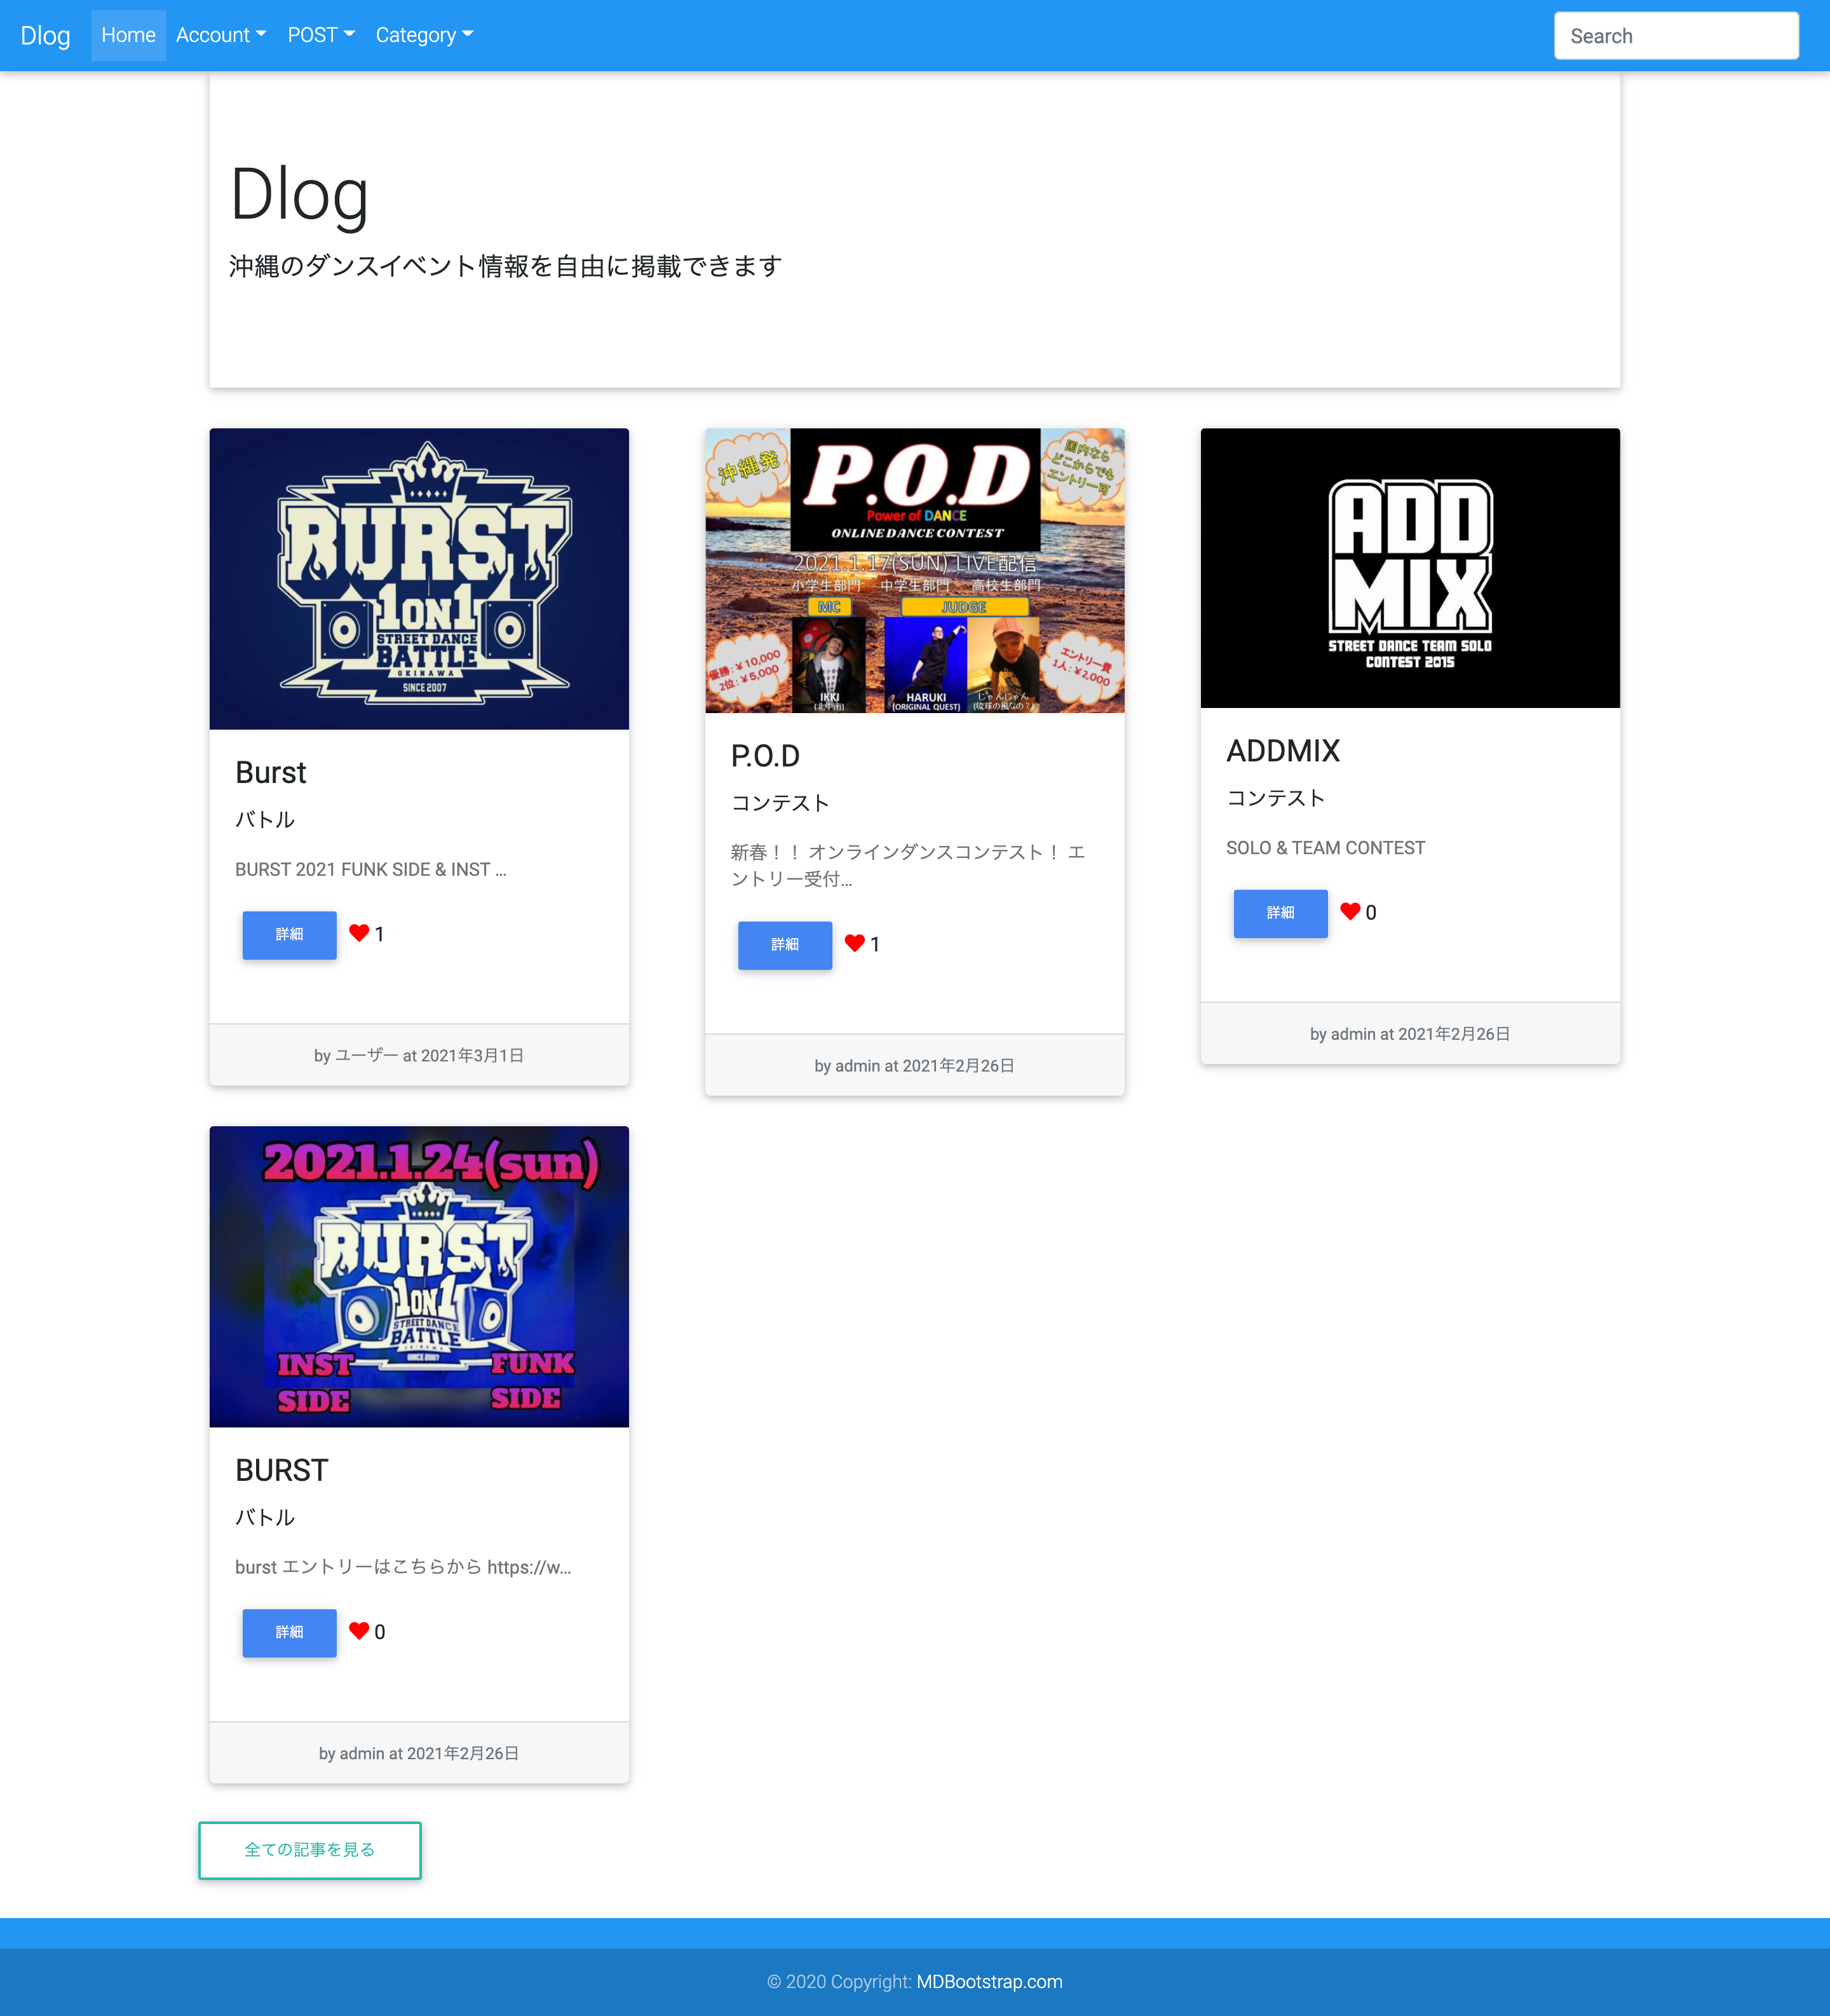 Dlog
Home
Account
POST
Category
Search
Dlog
沖縄のダンスイベント情報を自由に掲載できます
BURST
1ON1
STREET DANCE
BATTLE
OKINAWA
SINCE 2007
Burst
バトル
BURST 2021 FUNK SIDE & INST ...
詳細
1
by ユーザー at 2021年3月1日
沖縄発
P.O.D
Power of DANCE
ONLINE DANCE CONTEST
国内なら
どこからでも
エントリー可
2021.1.17(SUN) LIVE配信
小学生部門 中学生部門 高校生部門
MC
JUDGE
優勝:¥10,000
2位:¥5,000
IKKI
(北中南)
HARUKI
(ORIGINAL QUEST)
じゃんじゃん
(琉球の風なの?)
エントリー費
1人:¥2,000
P.O.D
コンテスト
新春!! オンラインダンスコンテスト! エ
ントリー受付...
詳細
1
by admin at 2021年2月26日
ADD
MIX
STREET DANCE TEAM SOLO
CONTEST 2015
ADDMIX
コンテスト
SOLO & TEAM CONTEST
詳細
0
by admin at 2021年2月26日
2021.1.24(sun)
BURST
1ON1
STREET DANCE
BATTLE
OKINAWA
SINCE 2007
INST
SIDE
FUNK
SIDE
BURST
バトル
burst エントリーはこちらから https://w...
詳細
0
by admin at 2021年2月26日
全ての記事を見る
© 2020 Copyright: MDBootstrap.com